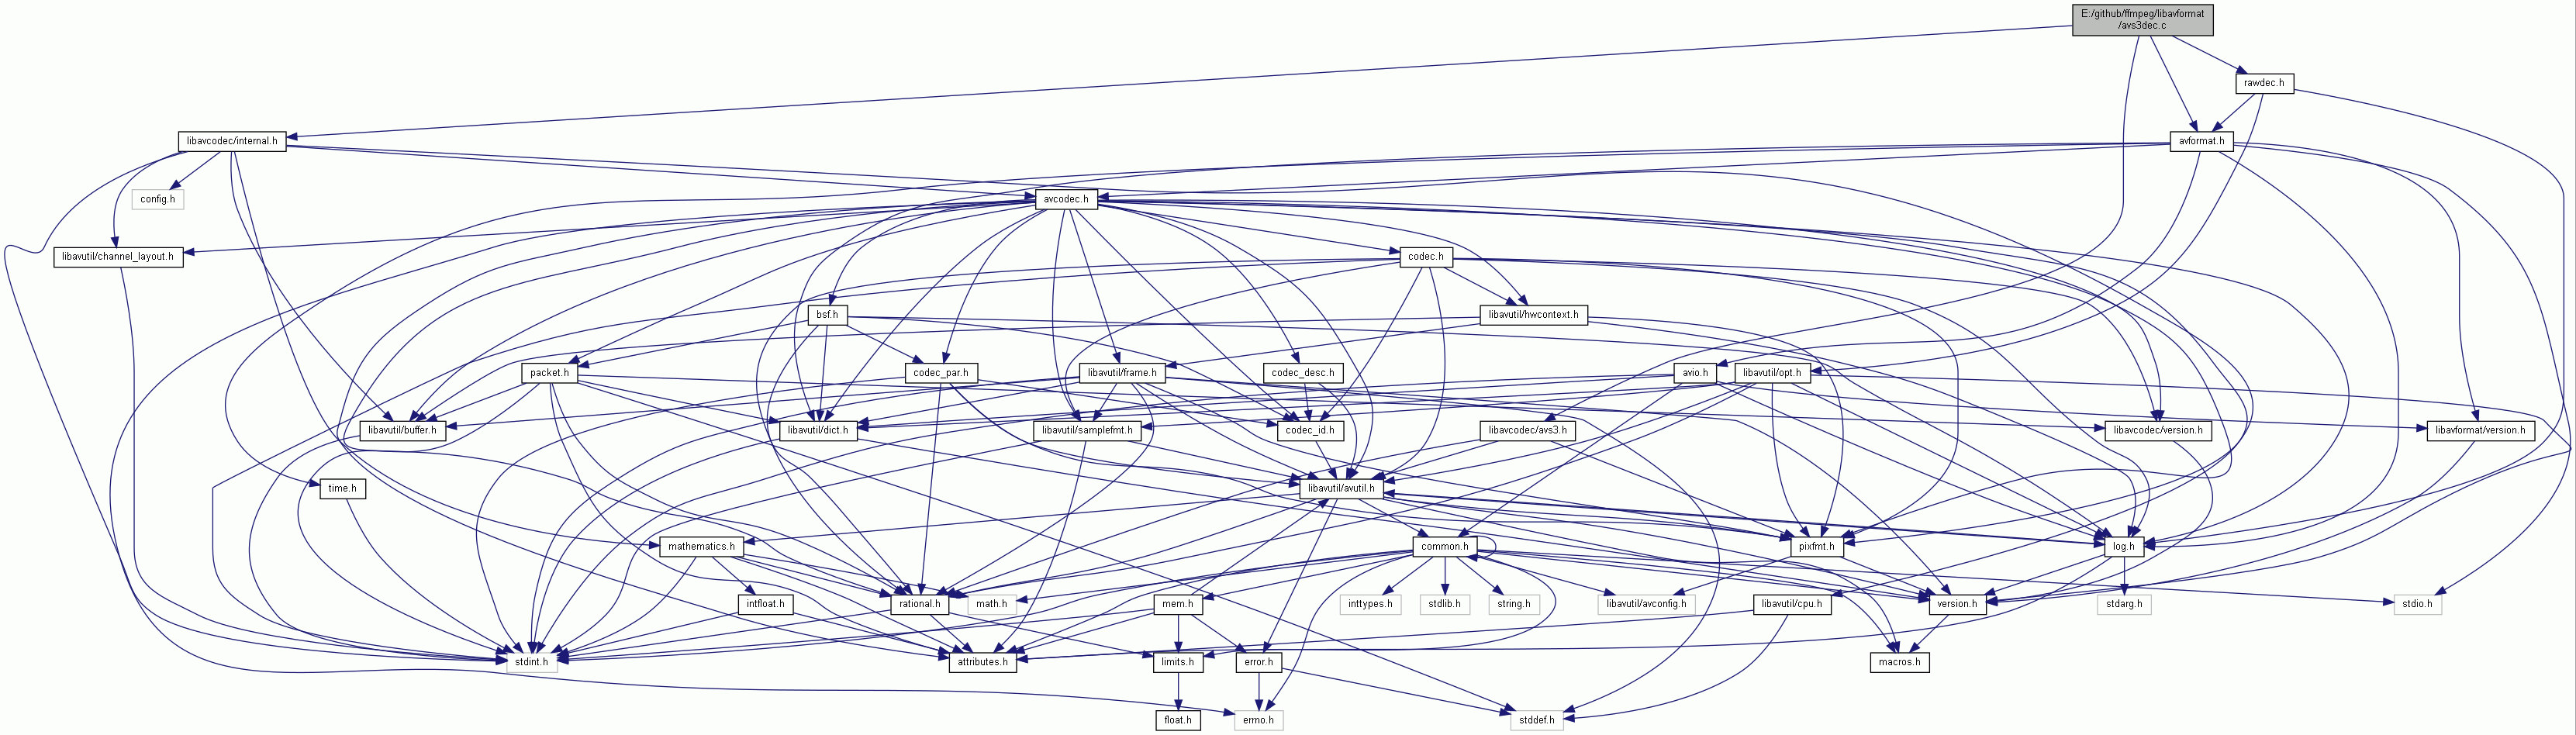 E:/github/ffmpeg/libavformat
/avs3dec.c
rawdec.h
libavcodec/internal.h
avformat.h
config.h
avcodec.h
libavutil/channel_layout.h
codec.h
bsf.h
libavutil/hwcontext.h
packet.h
codec_par.h
libavutil/frame.h
codec_desc.h
avio.h
libavutil/opt.h
libavutil/buffer.h
libavutil/dict.h
libavutil/samplefmt.h
codec_id.h
libavcodec/avs3.h
libavcodec/version.h
libavformat/version.h
time.h
libavutil/avutil.h
mathematics.h
common.h
pixfmt.h
log.h
intfloat.h
rational.h
math.h
mem.h
inttypes.h
stdlib.h
string.h
libavutil/avconfig.h
libavutil/cpu.h
version.h
stdarg.h
stdio.h
stdint.h
attributes.h
limits.h
error.h
macros.h
float.h
errno.h
stddef.h